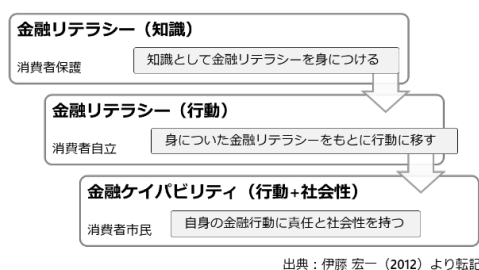 金融リテラシー（知識）
知識として金融リテラシーを身につける
消費者保護
金融リテラシー（行動）
身についた金融リテラシーをもとに行動に移す
消費者自立
金融ケイパビリティ（行動+社会性）
自身の金融行動に責任と社会性を持つ
消費者市民
出典：伊藤 宏一（2012）より転記